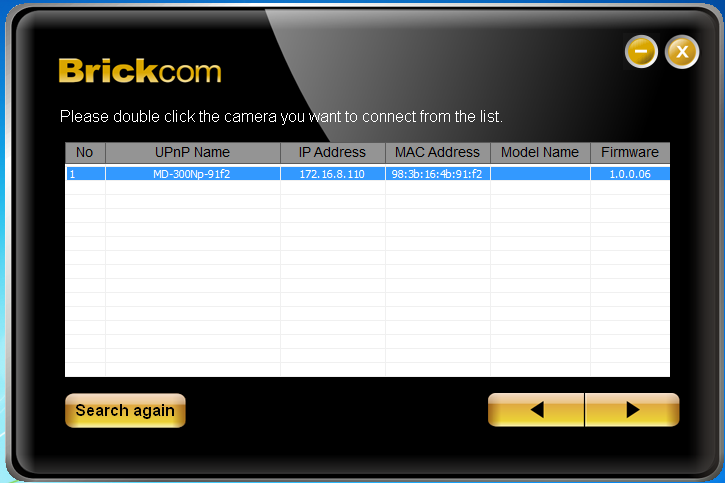 Brickcom
Please double click the camera you want to connect from the list.
No UPnP Name IP Address MAC Address Model Name Firmware
1 MD-300Np-91f2 172.16.8.110 98:3b:16:4b:91:f2 1.0.0.06
Search again